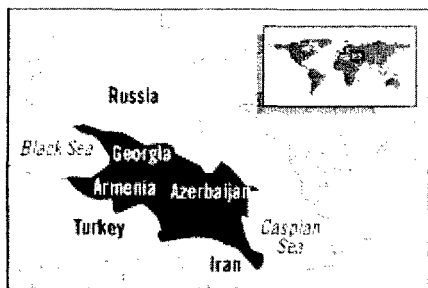 Russia
Black Sea
Georgia
Armenia
Azerbaijan
Turkey
Caspian
Sea
Iran